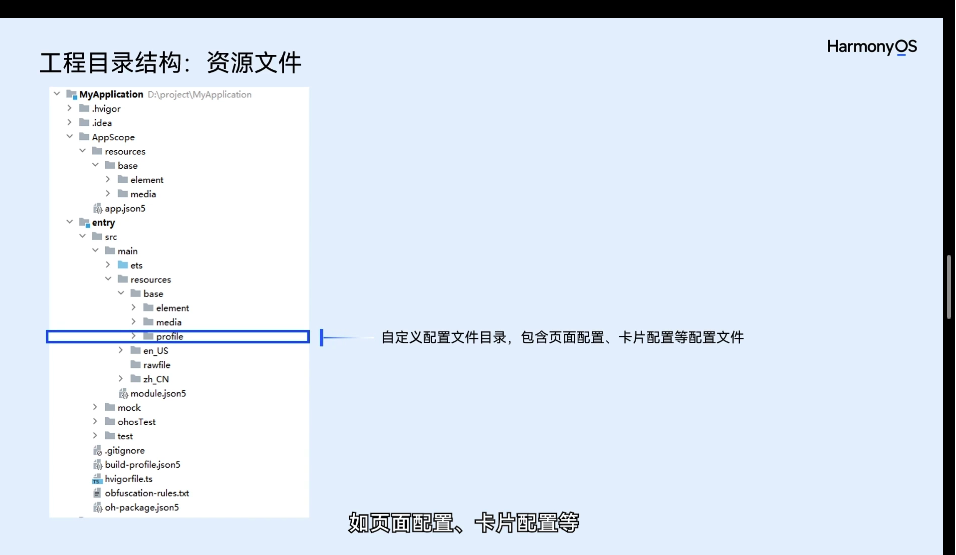 HarmonyOS
工程目录结构：资源文件
MyApplication D:\project\MyApplication
.hvigor
.idea
AppScope
resources
base
element
media
app.json5
entry
src
main
ets
resources
base
element
media
profile
自定义配置文件目录，包含页面配置、卡片配置等配置文件
en_US
rawfile
zh_CN
module.json5
mock
ohosTest
test
.gitignore
build-profile.json5
hvigorfile.ts
obfuscation-rules.txt
oh-package.json5
如页面配置、卡片配置等